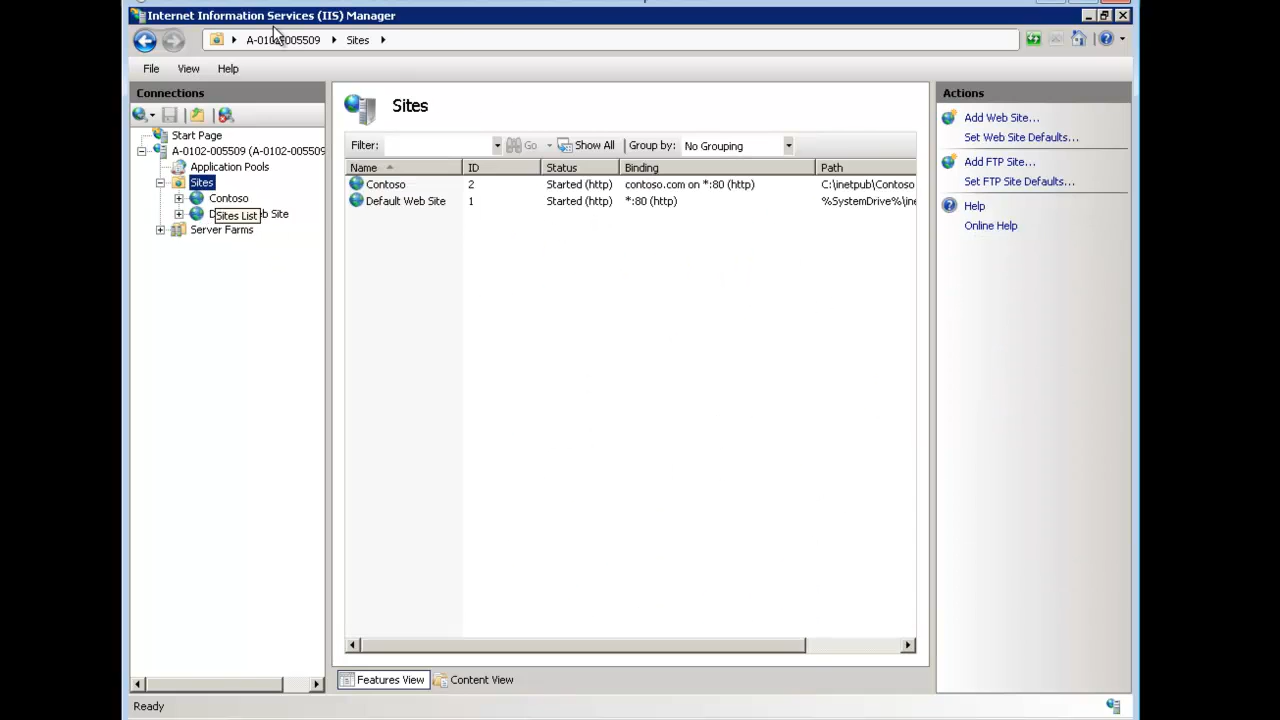 Internet Information Services (IIS) Manager
Sites
File View Help
Connections
Start Page
A-0102-005509 (A-0102-005509
Application Pools
Sites
Contoso
Web Site
Sites List
Server Farms
Sites
Filter: Go Show All Group by: No Grouping
Name ID Status Binding Path
Contoso 2 Started (http) contoso.com on *:80 (http) C:\inetpub\Contoso
Default Web Site 1 Started (http) *:80 (http) %SystemDrive%\ine
Features View Content View
Actions
Add Web Site...
Set Web Site Defaults...
Add FTP Site...
Set FTP Site Defaults...
Help
Online Help
Ready